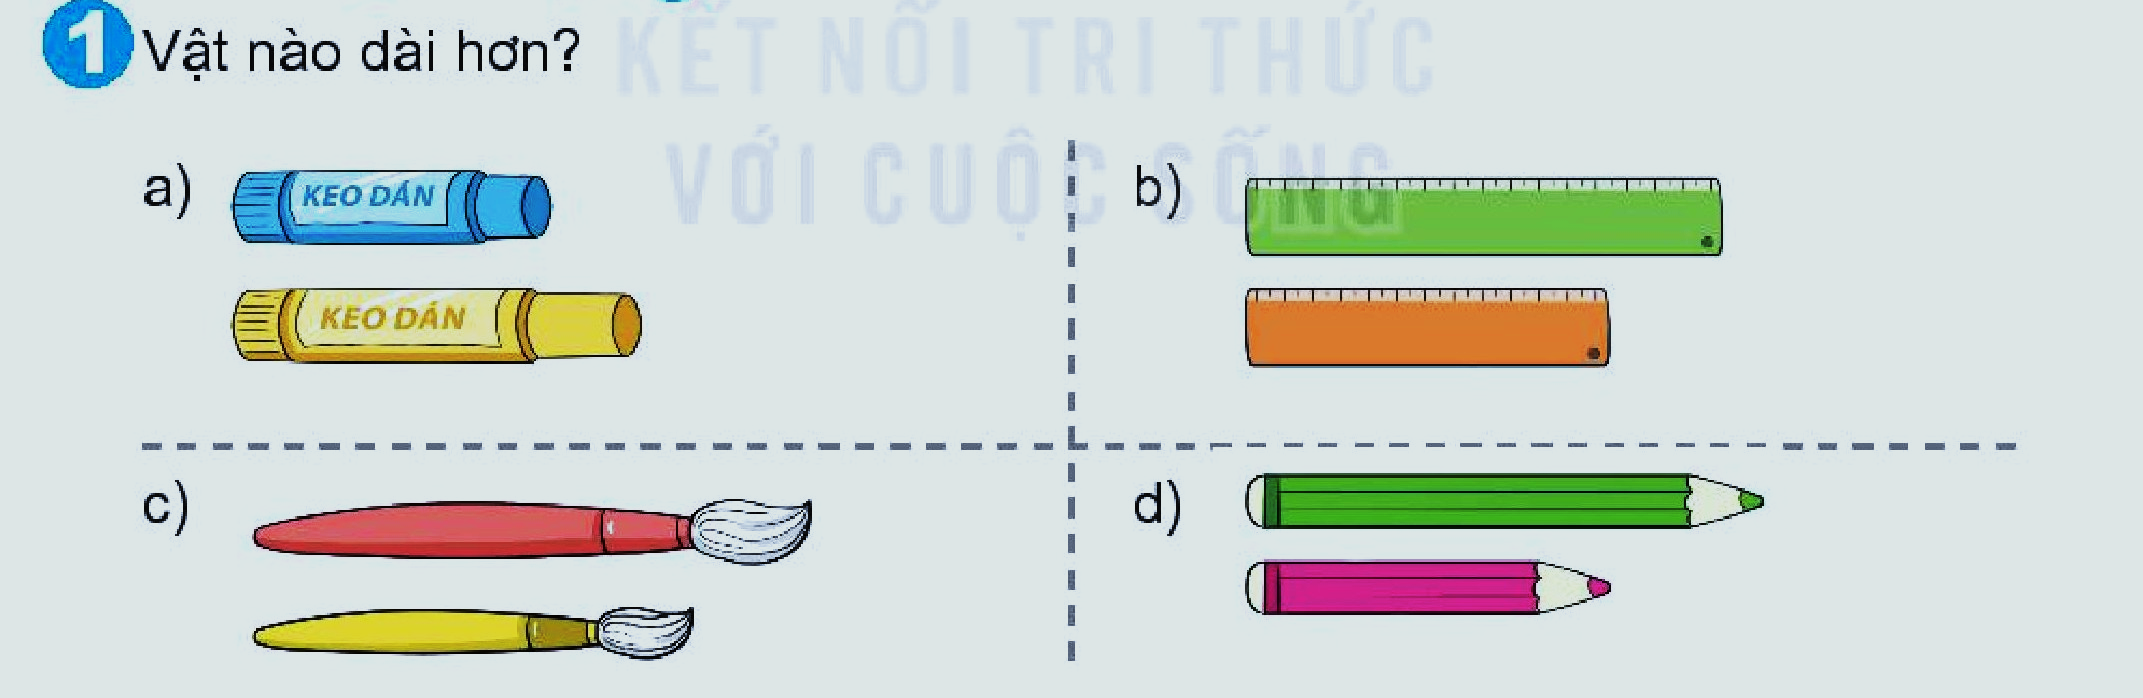 1 Vật nào dài hơn?
KẾT NỐI TRI THỨC
VỚI CUỘC SỐNG
a)
KEO DÁN
KEO DÁN
b)
c)
d)